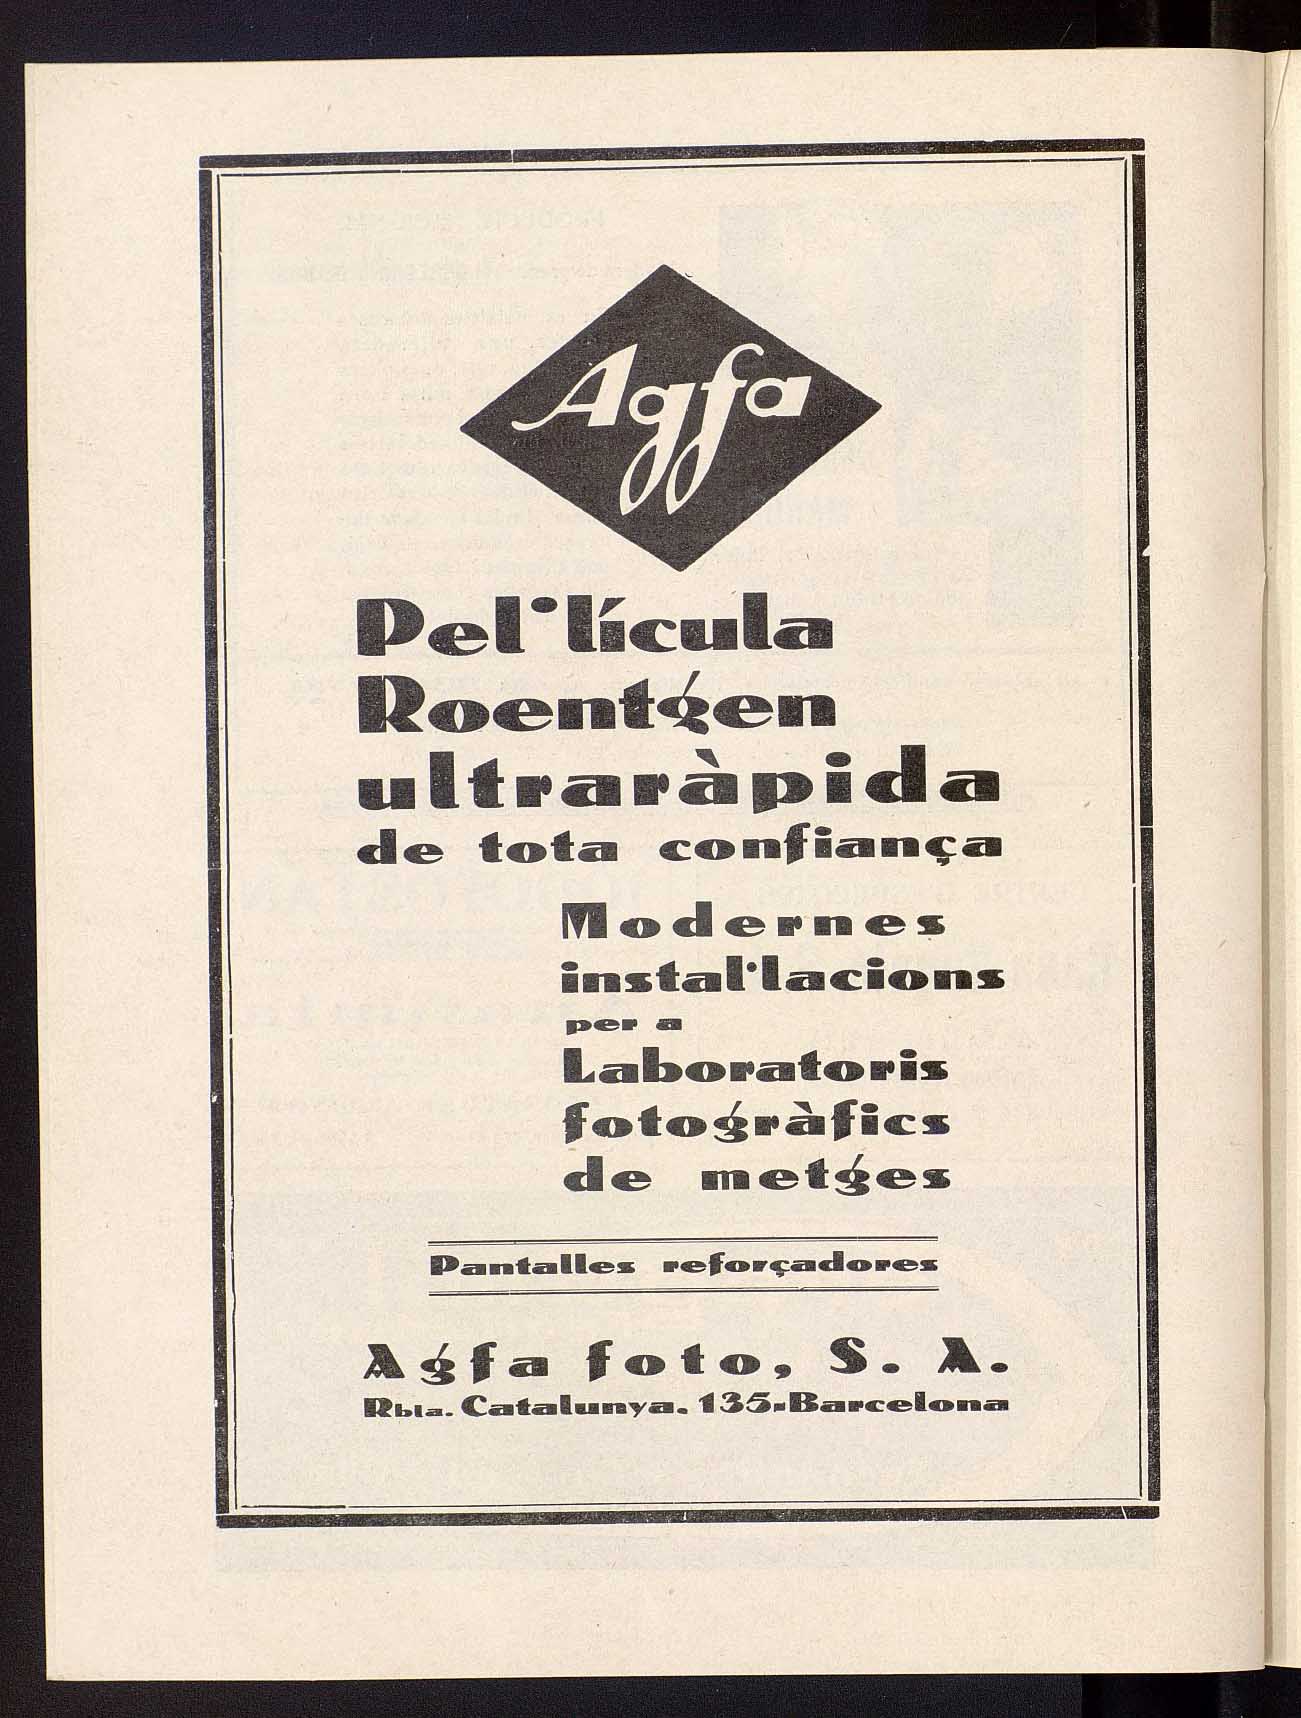 Agfa
Pel·lícula
Roentgen
ultraràpida
de tota confiança
Modernes
instal·lacions
per a
Laboratoris
fotogràfics
de metges
Pantalles reforçadores
Agfa foto, S. A.
Rbla. Catalunya, 135-Barcelona